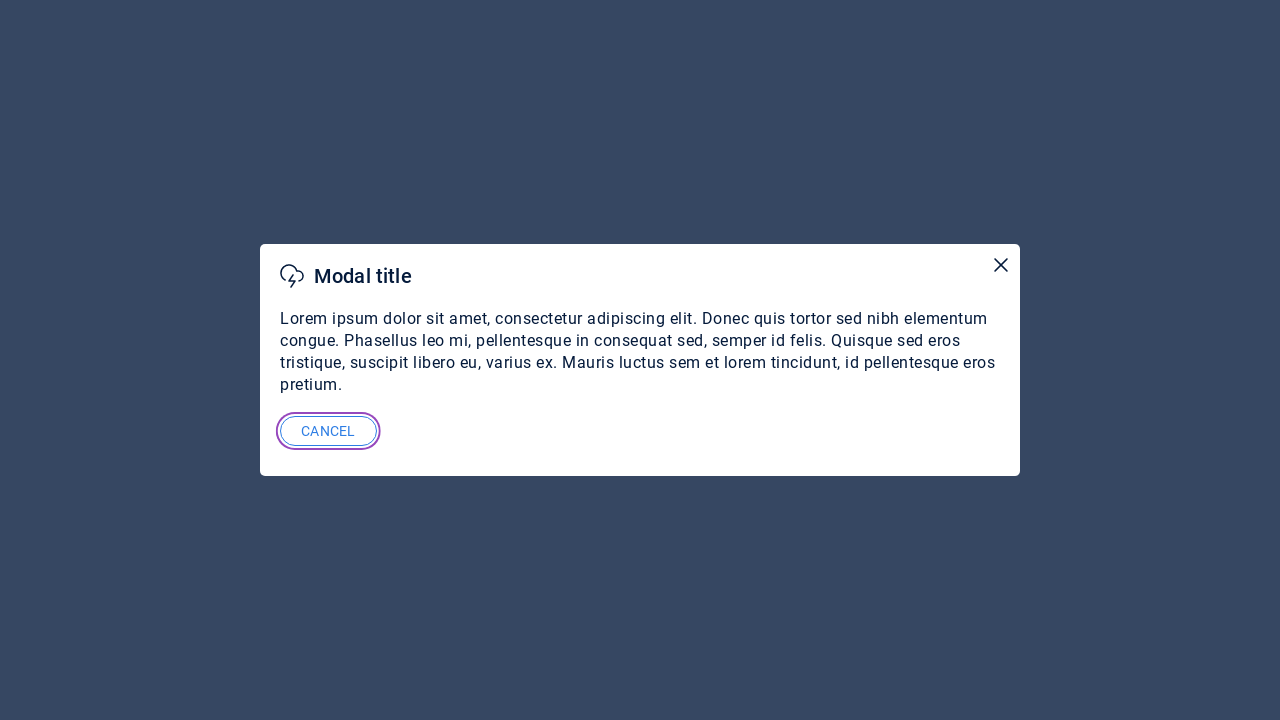 Modal title
Lorem ipsum dolor sit amet, consectetur adipiscing elit. Donec quis tortor sed nibh elementum
congue. Phasellus leo mi, pellentesque in consequat sed, semper id felis. Quisque sed eros
tristique, suscipit libero eu, varius ex. Mauris luctus sem et lorem tincidunt, id pellentesque eros
pretium.
CANCEL